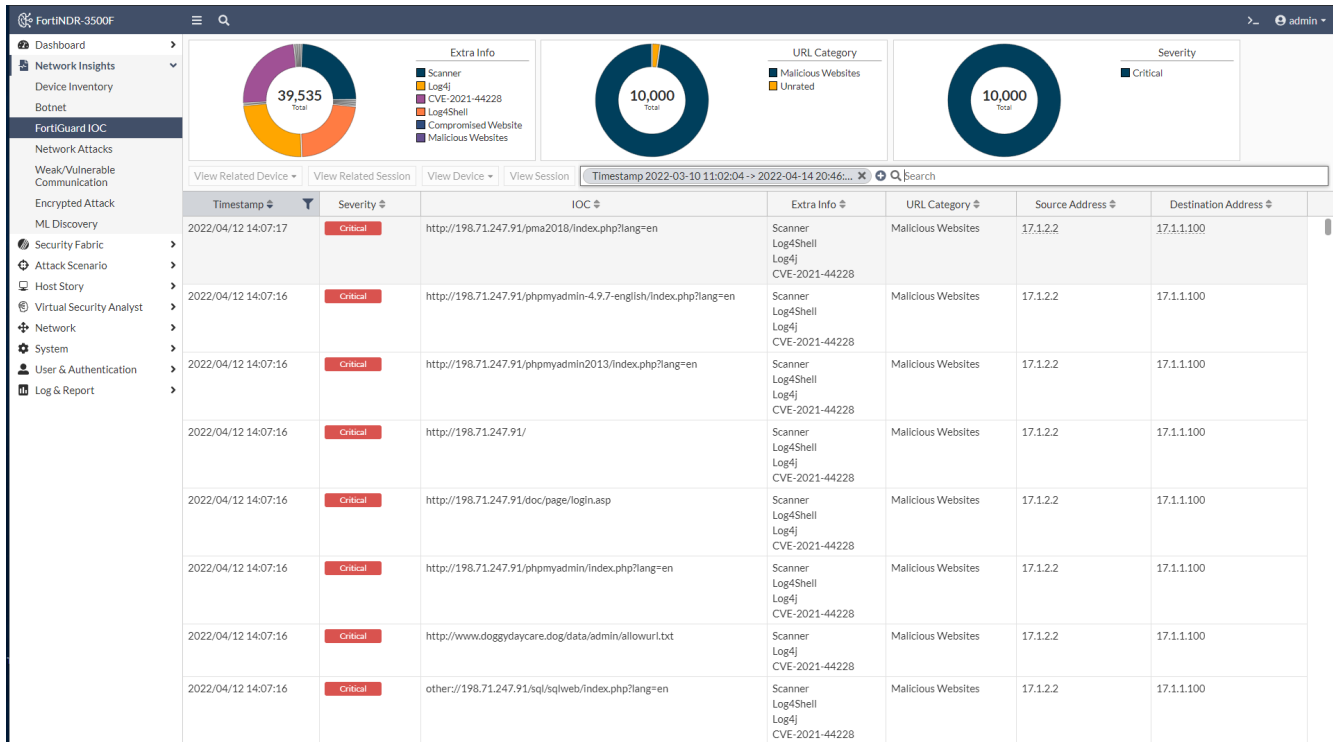 FortiNDR-3500F
>_ admin
Dashboard
Network Insights
Device Inventory
Botnet
FortiGuard IOC
Network Attacks
Weak/Vulnerable
Communication
Encrypted Attack
ML Discovery
Security Fabric
Attack Scenario
Host Story
Virtual Security Analyst
Network
System
User & Authentication
Log & Report
39,535
Total
Extra Info
Scanner
Log4j
CVE-2021-44228
Log4Shell
Compromised Website
Malicious Websites
10,000
Total
URL Category
Malicious Websites
Unrated
10,000
Total
Severity
Critical
View Related Device View Related Session View Device View Session Timestamp 2022-03-10 11:02:04 -> 2022-04-14 20:46:... Search
Timestamp Severity IOC Extra Info URL Category Source Address Destination Address
2022/04/12 14:07:17 Critical http://198.71.247.91/pma2018/index.php?lang=en Scanner Malicious Websites 17.1.2.2 17.1.1.100
Log4Shell
Log4j
CVE-2021-44228
2022/04/12 14:07:16 Critical http://198.71.247.91/phpmyadmin-4.9.7-english/index.php?lang=en Scanner Malicious Websites 17.1.2.2 17.1.1.100
Log4Shell
Log4j
CVE-2021-44228
2022/04/12 14:07:16 Critical http://198.71.247.91/phpmyadmin2013/index.php?lang=en Scanner Malicious Websites 17.1.2.2 17.1.1.100
Log4Shell
Log4j
CVE-2021-44228
2022/04/12 14:07:16 Critical http://198.71.247.91/ Scanner Malicious Websites 17.1.2.2 17.1.1.100
Log4Shell
Log4j
CVE-2021-44228
2022/04/12 14:07:16 Critical http://198.71.247.91/doc/page/login.asp Scanner Malicious Websites 17.1.2.2 17.1.1.100
Log4Shell
Log4j
CVE-2021-44228
2022/04/12 14:07:16 Critical http://198.71.247.91/phpmyadmin/index.php?lang=en Scanner Malicious Websites 17.1.2.2 17.1.1.100
Log4Shell
Log4j
CVE-2021-44228
2022/04/12 14:07:16 Critical http://www.doggydaycare.dog/data/admin/allowurl.txt Scanner Malicious Websites 17.1.2.2 17.1.1.100
Log4j
CVE-2021-44228
2022/04/12 14:07:16 Critical other://198.71.247.91/sql/sqlweb/index.php?lang=en Scanner Malicious Websites 17.1.2.2 17.1.1.100
Log4Shell
Log4j
CVE-2021-44228